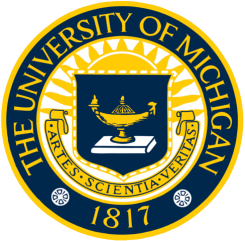 THE UNIVERSITY OF MICHIGAN
ARTES · SCIENTIA · VERITAS
1817